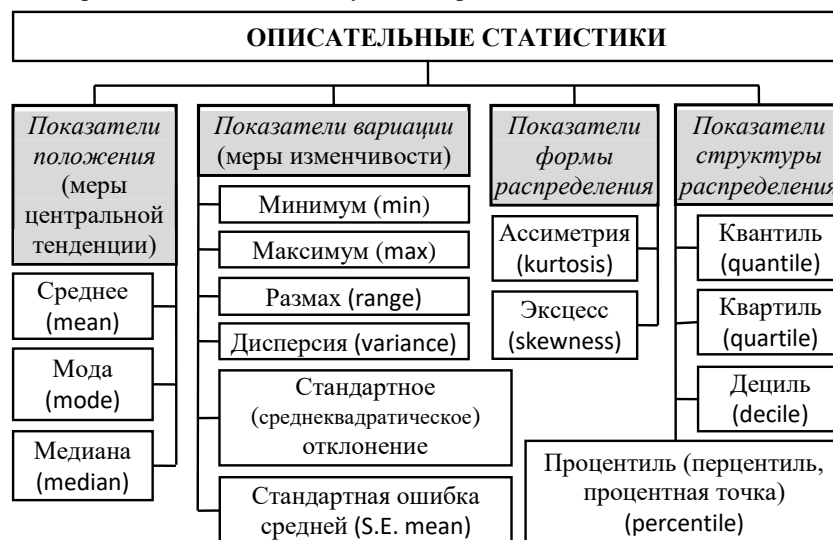 ОПИСАТЕЛЬНЫЕ СТАТИСТИКИ
Показатели
положения
(меры
центральной
тенденции)
Среднее
(mean)
Мода
(mode)
Медиана
(median)
Показатели вариации
(меры изменчивости)
Минимум (min)
Максимум (max)
Размах (range)
Дисперсия (variance)
Стандартное
(среднеквадратическое)
отклонение
Стандартная ошибка
средней (S.E. mean)
Показатели
формы
распределения
Ассиметрия
(kurtosis)
Эксцесс
(skewness)
Показатели
структуры
распределения
Квантиль
(quantile)
Квартиль
(quartile)
Дециль
(decile)
Процентиль (перцентиль,
процентная точка)
(percentile)